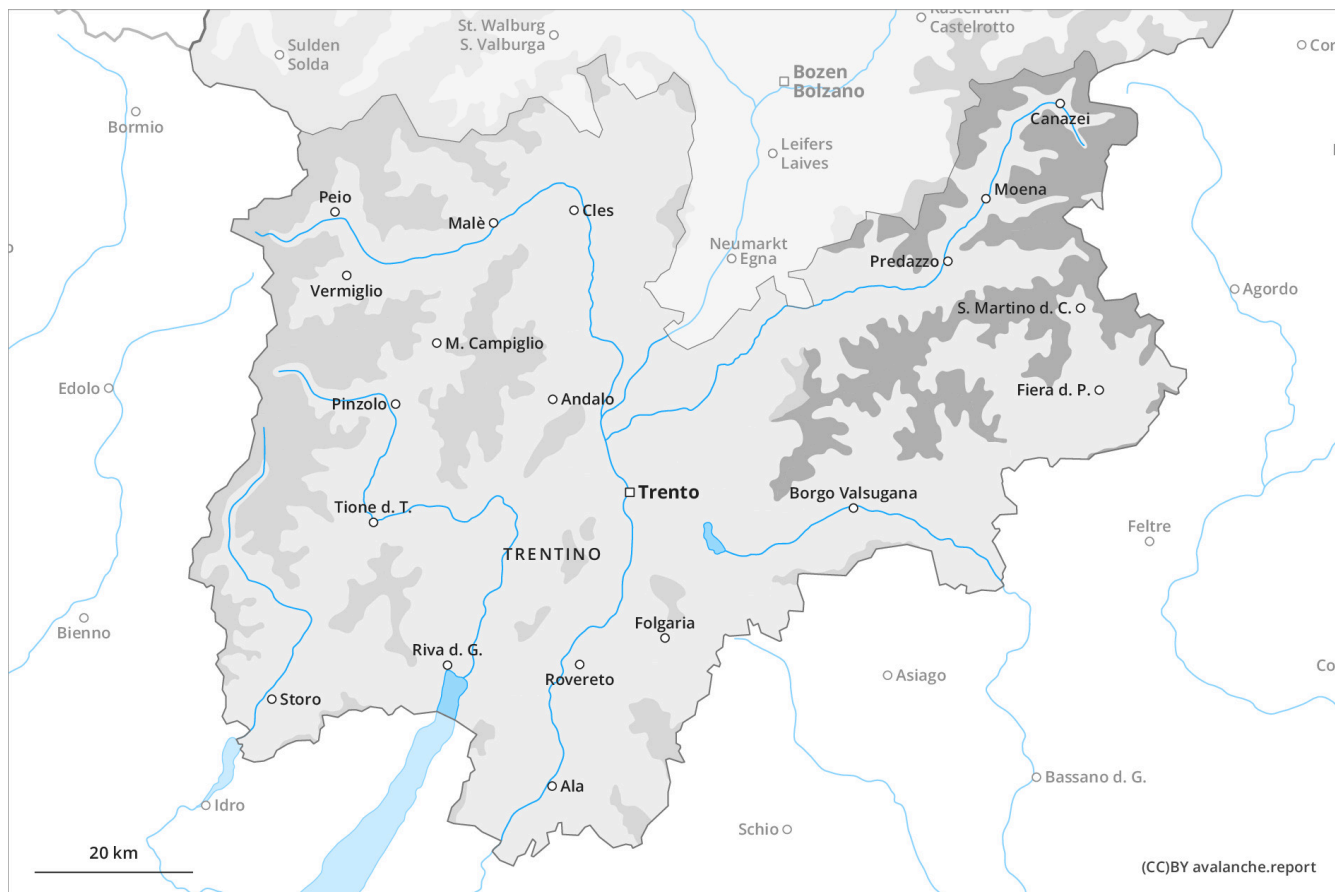 St. Walburg
S. Valburga
Kastelruth
Castelrotto
Sulden
Solda
Bozen
Bolzano
Bormio
Canazei
Leifers
Laives
Peio
Malè
Cles
Moena
Neumarkt
Egna
Predazzo
Vermiglio
Agordo
S. Martino d. C.
M. Campiglio
Edolo
Pinzolo
Andalo
Fiera d. P.
Trento
Borgo Valsugana
Tione d. T.
Feltre
TRENTINO
Bienno
Folgaria
Riva d. G.
Rovereto
Asiago
Storo
Bassano d. G.
Ala
Idro
Schio
20 km
(CC)BY avalanche.report